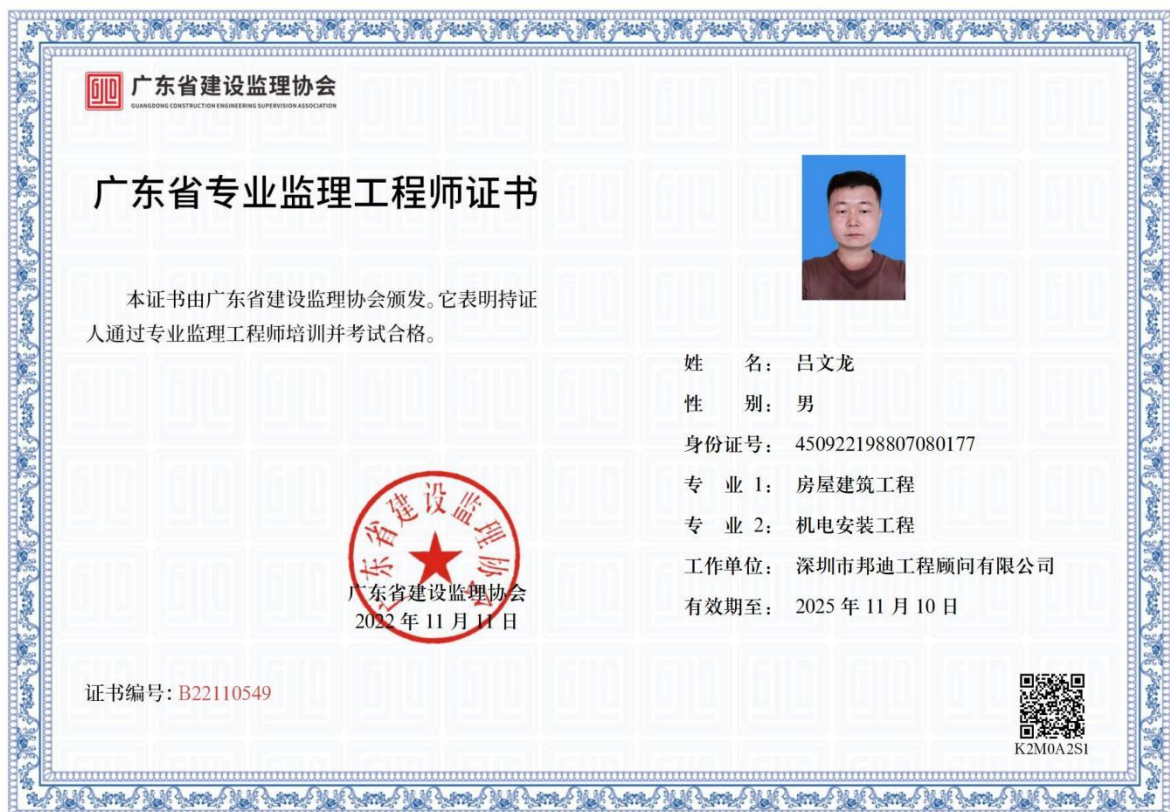 广东省建设监理协会
GUANGDONG CONSTRUCTION ENGINEERING SUPERVISION ASSOCIATION
广东省专业监理工程师证书
本证书由广东省建设监理协会颁发。它表明持证
人通过专业监理工程师培训并考试合格。
姓 名: 吕文龙
性 别: 男
身份证号: 450922198807080177
专 业 1: 房屋建筑工程
专 业 2: 机电安装工程
工作单位: 深圳市邦迪工程顾问有限公司
有效期至: 2025 年 11 月 10 日
广东省建设监理协会
广东省建设监理协会
2022 年 11 月 11 日
证书编号: B22110549
K2M0A2S1